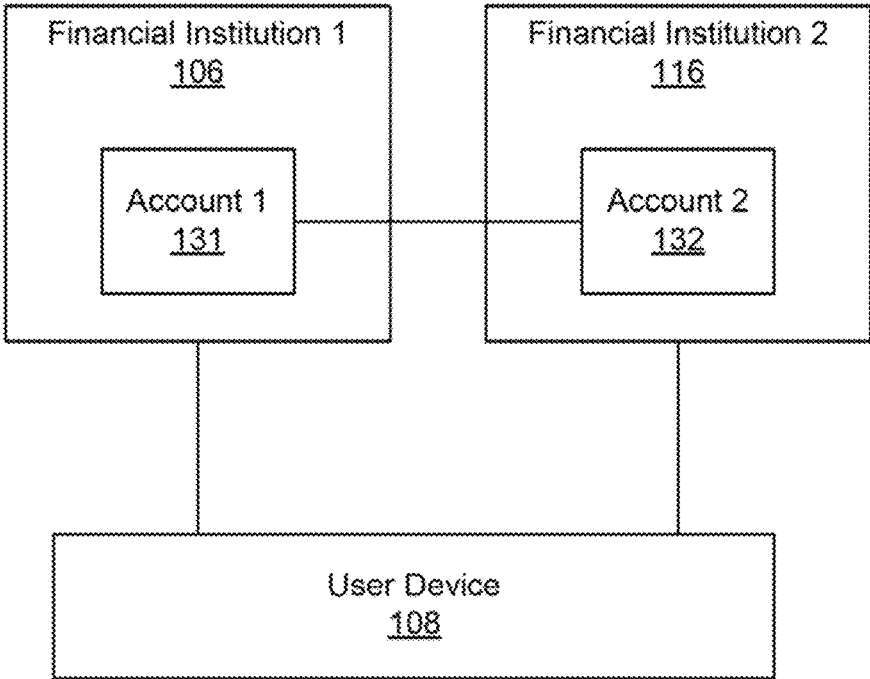 Financial Institution 1
106
Account 1
131
Financial Institution 2
116
Account 2
132
User Device
108